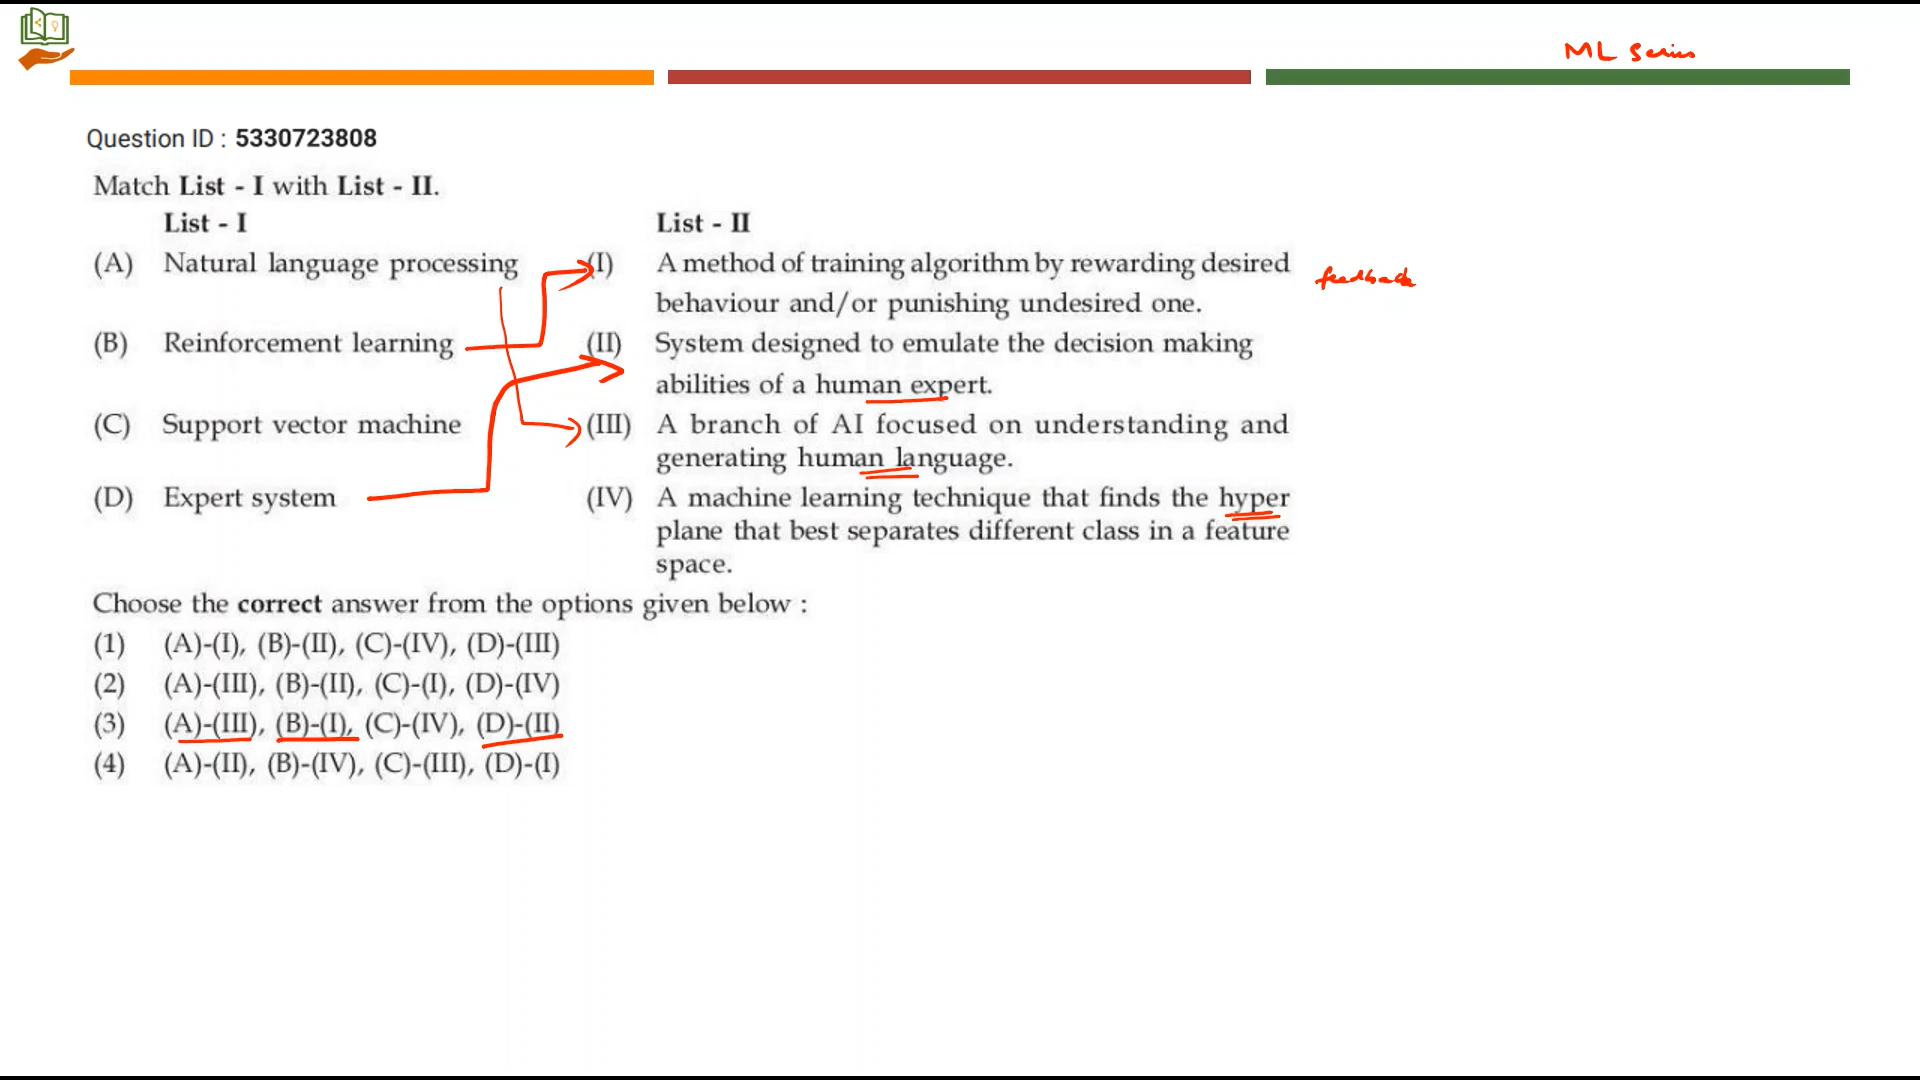 ML Series
Question ID : 5330723808
Match List - I with List - II.
List - I List - II
(A) Natural language processing (I) A method of training algorithm by rewarding desired feedback
behaviour and/or punishing undesired one.
(B) Reinforcement learning (II) System designed to emulate the decision making
abilities of a human expert.
(C) Support vector machine (III) A branch of AI focused on understanding and
generating human language.
(D) Expert system (IV) A machine learning technique that finds the hyper
plane that best separates different class in a feature
space.
Choose the correct answer from the options given below :
(1) (A)-(I), (B)-(II), (C)-(IV), (D)-(III)
(2) (A)-(III), (B)-(II), (C)-(I), (D)-(IV)
(3) (A)-(III), (B)-(I), (C)-(IV), (D)-(II)
(4) (A)-(II), (B)-(IV), (C)-(III), (D)-(I)